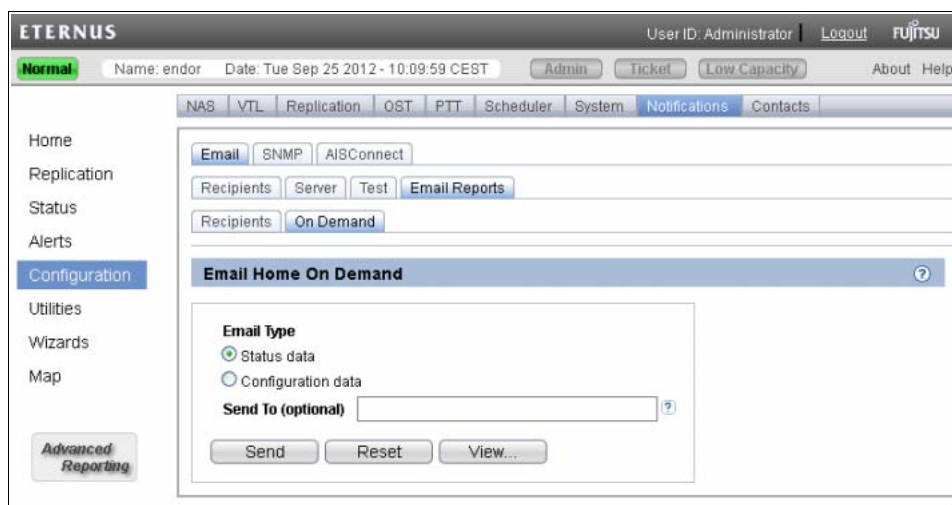 ETERNUS User ID: Administrator Logout FUJITSU
Normal Name: endor Date: Tue Sep 25 2012 - 10:09:59 CEST Admin Ticket Low Capacity About Help
NAS VTL Replication OST PTT Scheduler System Notifications Contacts
Home
Replication
Status
Alerts
Configuration
Utilities
Wizards
Map
Advanced
Reporting
Email SNMP AISConnect
Recipients Server Test Email Reports
Recipients On Demand
Email Home On Demand ?
Email Type
Status data
Configuration data
Send To (optional) ?
Send Reset View...